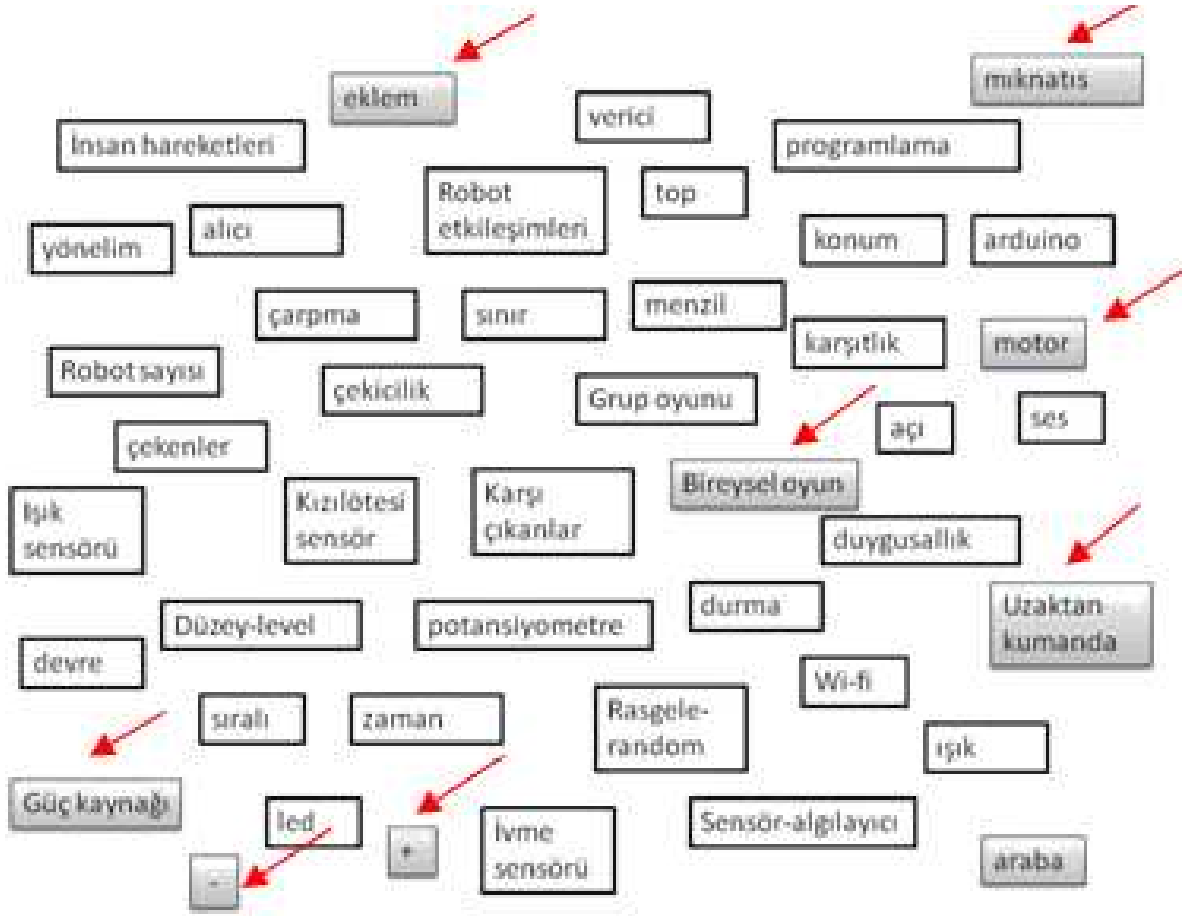 eklem
mıknatıs
verici
İnsan hareketleri
programlama
Robot
etkileşimleri
top
alıcı
yönelim
konum
arduino
çarpma
sınır
menzil
karşıtlık
motor
Robot sayısı
çekicilik
Grup oyunu
açı
ses
çekenler
Bireysel oyun
Işık
sensörü
Kızılötesi
sensör
Karşı
çıkanlar
duygusallık
Düzey-level
potansiyometre
durma
Uzaktan
kumanda
devre
Wi-fi
sıralı
zaman
Rasgele-
random
ışık
Güç kaynağı
led
+
İvme
sensörü
Sensör-algılayıcı
araba
-